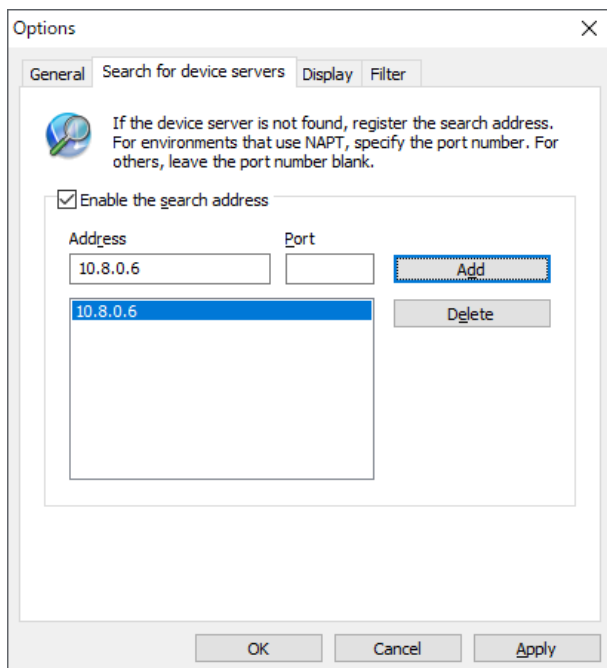 Options
General Search for device servers Display Filter
If the device server is not found, register the search address.
For environments that use NAPT, specify the port number. For
others, leave the port number blank.
Enable the search address
Address Port
10.8.0.6 Add
10.8.0.6 Delete
OK Cancel Apply